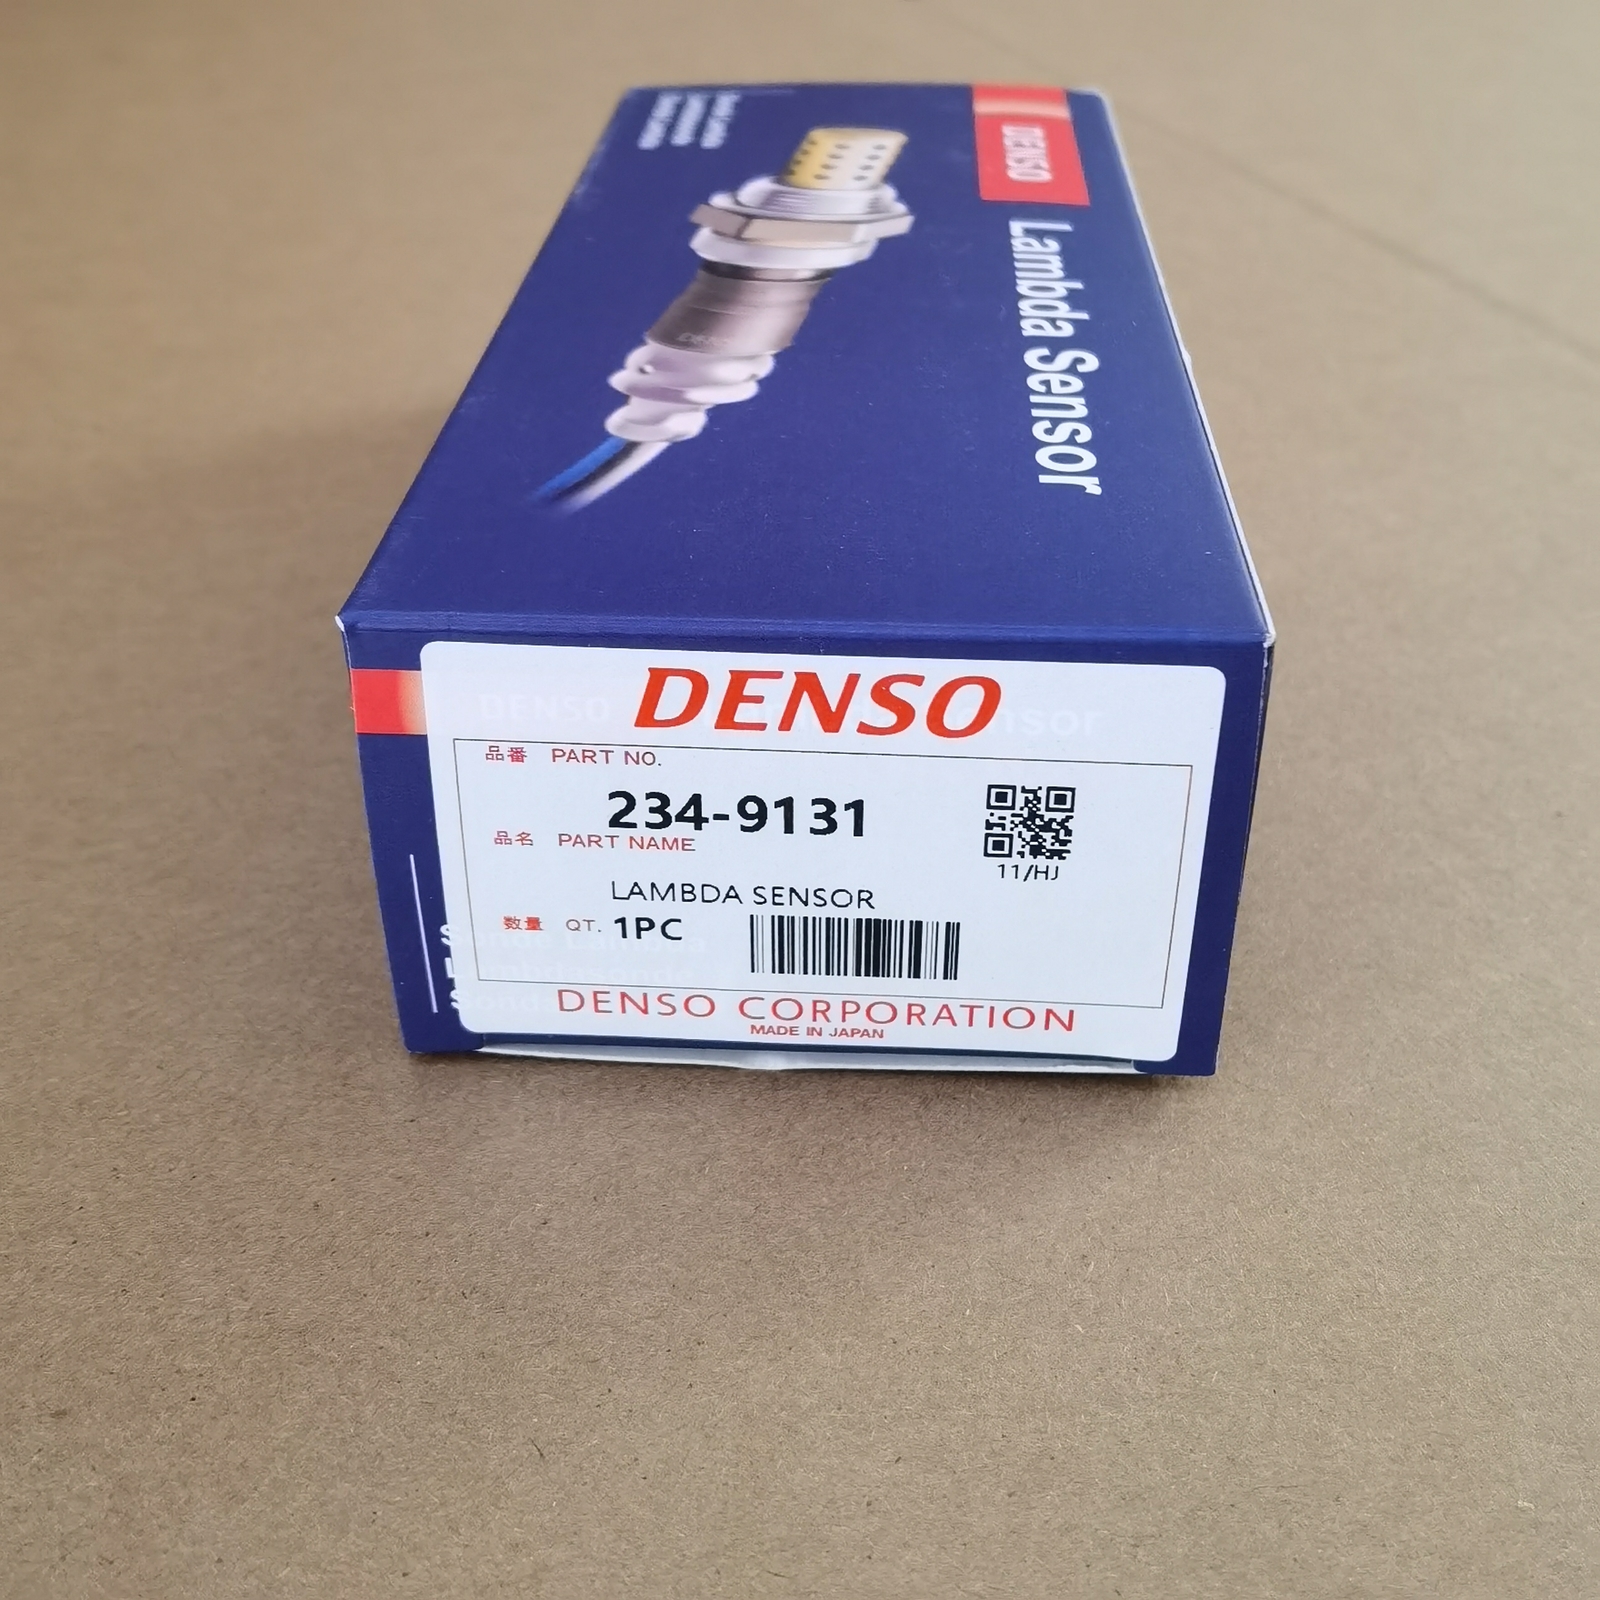 DENSO
Lambda Sensor
DENSO
品番 PART NO.
234-9131
品名 PART NAME
11/HJ
LAMBDA SENSOR
数量 QT. 1PC
DENSO CORPORATION
MADE IN JAPAN